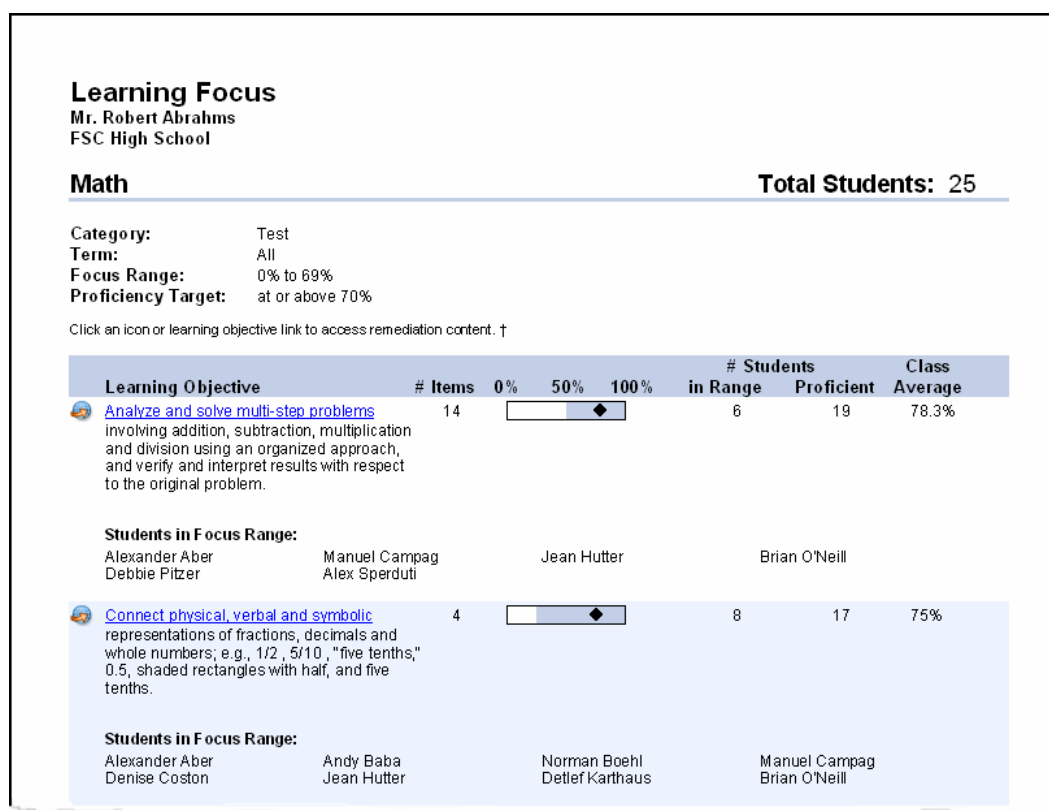 Learning Focus
Mr. Robert Abrahms
FSC High School
Math Total Students: 25
Category: Test
Term: All
Focus Range: 0% to 69%
Proficiency Target: at or above 70%
Click an icon or learning objective link to access remediation content. †
# Students Class
Learning Objective # Items 0% 50% 100% in Range Proficient Average
Analyze and solve multi-step problems 14 6 19 78.3%
involving addition, subtraction, multiplication
and division using an organized approach,
and verify and interpret results with respect
to the original problem.
Students in Focus Range:
Alexander Aber Manuel Campag Jean Hutter Brian O'Neill
Debbie Pitzer Alex Sperduti
Connect physical, verbal and symbolic 4 8 17 75%
representations of fractions, decimals and
whole numbers; e.g., 1/2 , 5/10 , "five tenths,"
0.5, shaded rectangles with half, and five
tenths.
Students in Focus Range:
Alexander Aber Andy Baba Norman Boehl Manuel Campag
Denise Coston Jean Hutter Detlef Karthaus Brian O'Neill